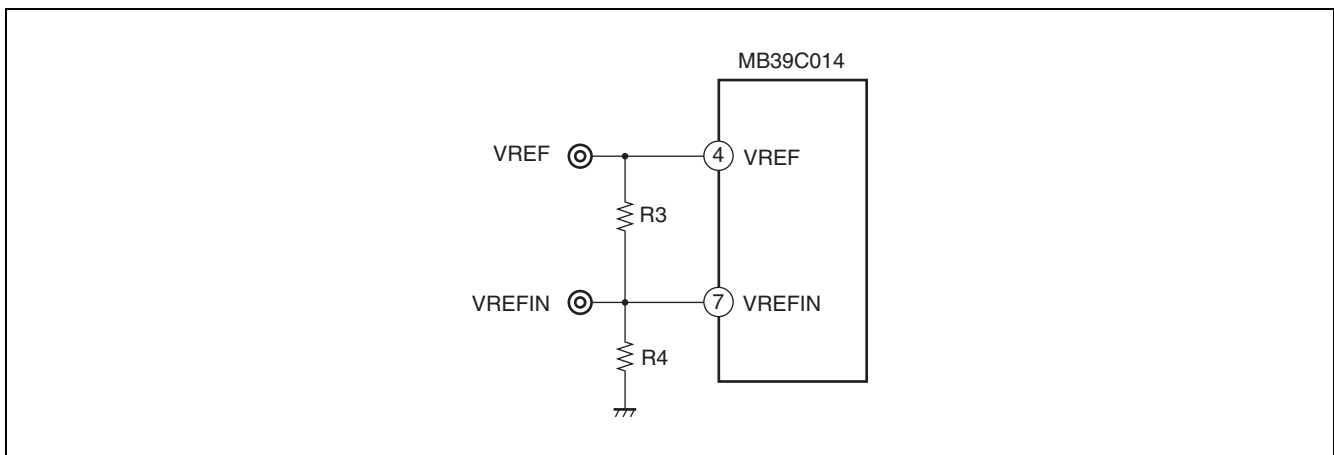 MB39C014
VREF
4
VREF
R3
VREFIN
7
VREFIN
R4